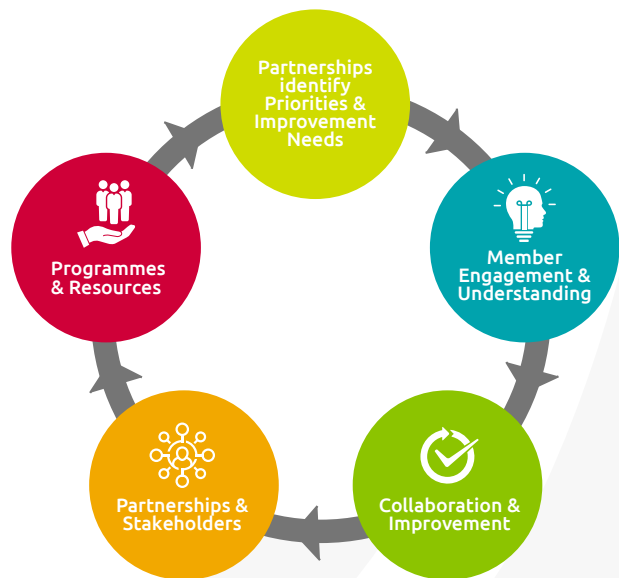 Partnerships
identify
Priorities &
Improvement
Needs
Member
Engagement &
Understanding
Collaboration &
Improvement
Partnerships &
Stakeholders
Programmes
& Resources